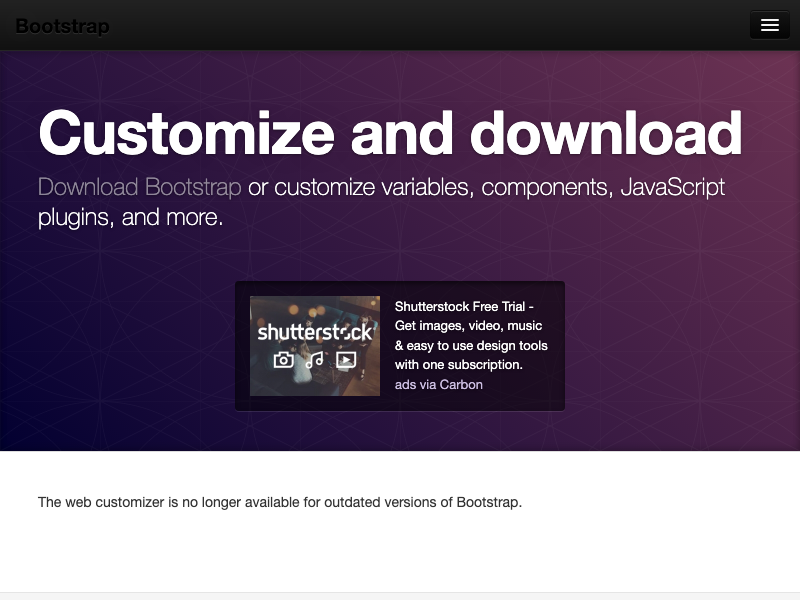 Bootstrap
Customize and download
Download Bootstrap or customize variables, components, JavaScript
plugins, and more.
shutterstock
Shutterstock Free Trial -
Get images, video, music
& easy to use design tools
with one subscription.
ads via Carbon
The web customizer is no longer available for outdated versions of Bootstrap.